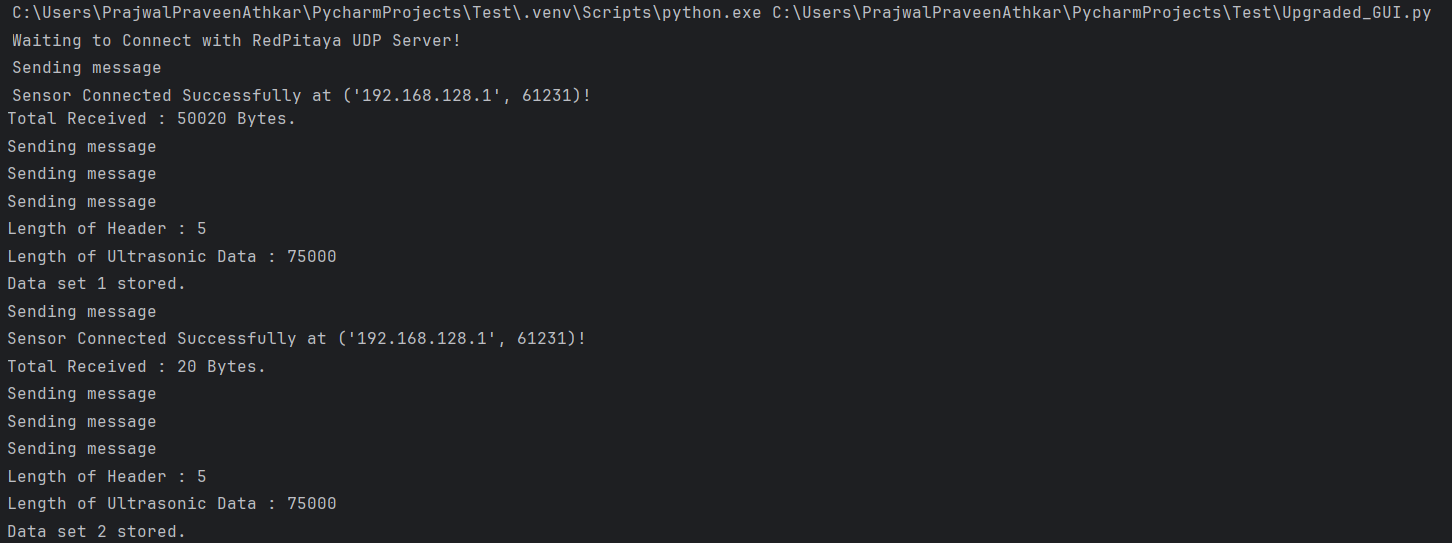 C:\Users\PrajwalPraveenAthkar\PycharmProjects\Test\.venv\Scripts\python.exe C:\Users\PrajwalPraveenAthkar\PycharmProjects\Test\Upgraded_GUI.py
Waiting to Connect with RedPitaya UDP Server!
Sending message
Sensor Connected Successfully at ('192.168.128.1', 61231)!
Total Received : 50020 Bytes.
Sending message
Sending message
Sending message
Length of Header : 5
Length of Ultrasonic Data : 75000
Data set 1 stored.
Sending message
Sensor Connected Successfully at ('192.168.128.1', 61231)!
Total Received : 20 Bytes.
Sending message
Sending message
Sending message
Length of Header : 5
Length of Ultrasonic Data : 75000
Data set 2 stored.